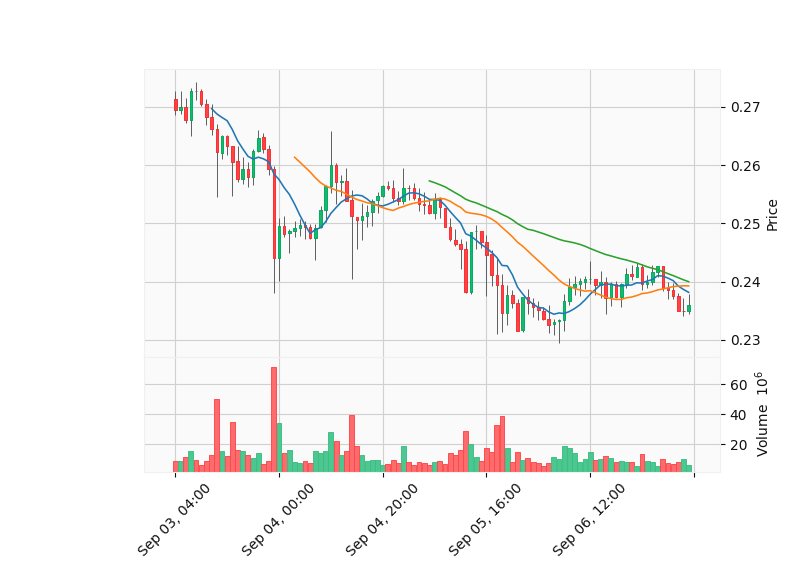 0.27
0.26
0.25
0.24
0.23
Price
60
40
20
Volume 10^6
Sep 03, 04:00
Sep 04, 00:00
Sep 04, 20:00
Sep 05, 16:00
Sep 06, 12:00